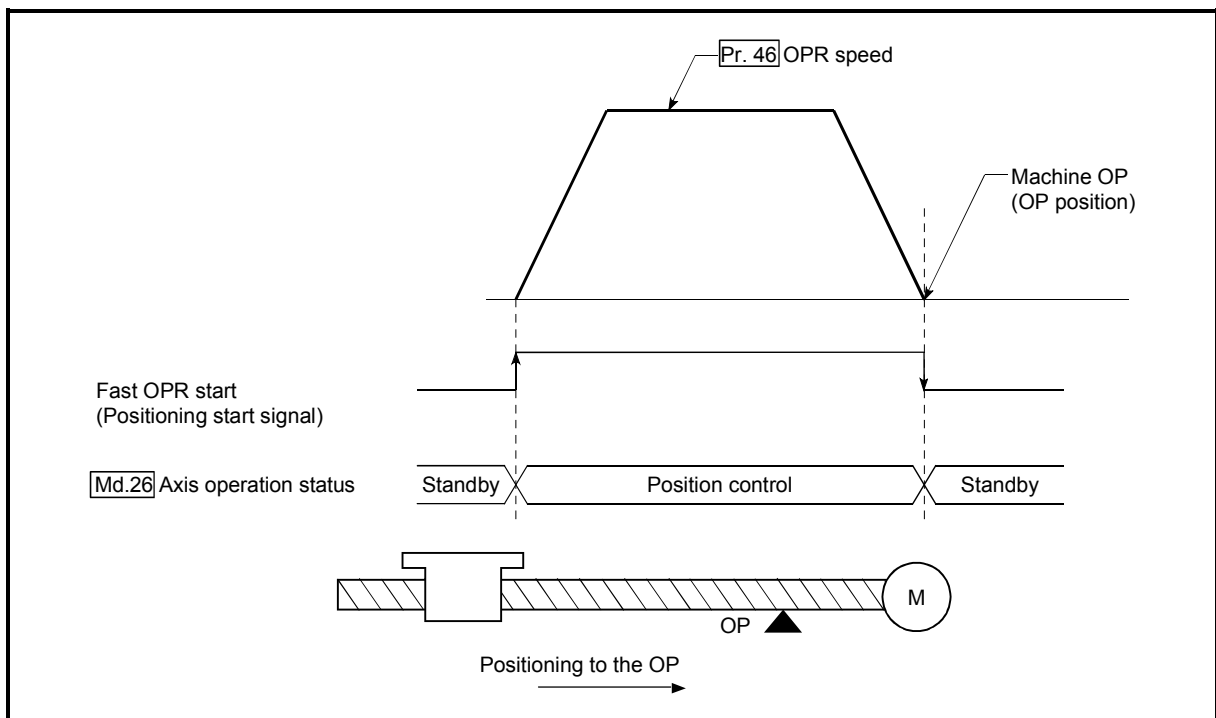 Pr. 46 OPR speed
Machine OP
(OP position)
Fast OPR start
(Positioning start signal)
Md.26 Axis operation status
Standby
Position control
Standby
M
OP
Positioning to the OP